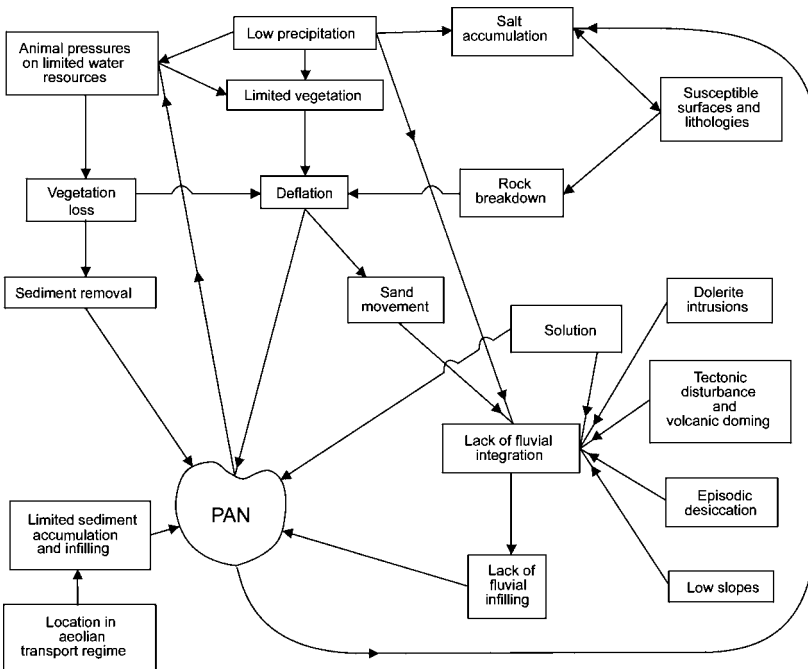 Animal pressures
on limited water
resources
Low precipitation
Salt
accumulation
Limited vegetation
Susceptible
surfaces and
lithologies
Vegetation
loss
Deflation
Rock
breakdown
Sediment removal
Sand
movement
Solution
Dolerite
intrusions
Tectonic
disturbance
and
volcanic doming
Lack of fluvial
integration
PAN
Episodic
desiccation
Limited sediment
accumulation
and infilling
Lack of
fluvial
infilling
Low slopes
Location in
aeolian
transport regime